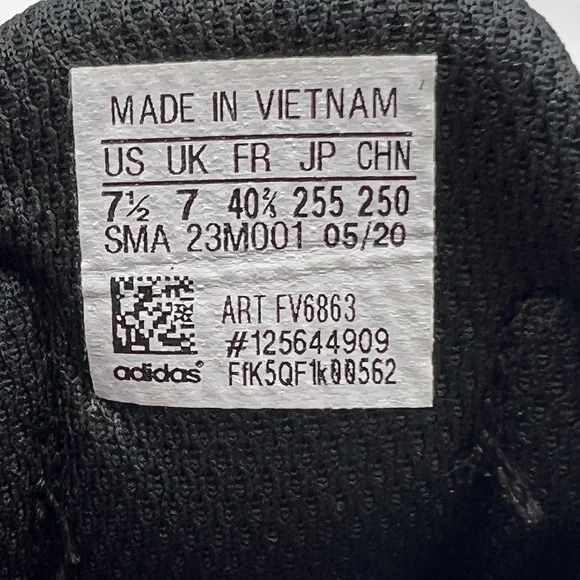 MADE IN VIETNAM
US UK FR JP CHN
7½ 7 40⅔ 255 250
SMA 23M001 05/20
ART FV6863
#125644909
adidas® FfK5QF1k00562